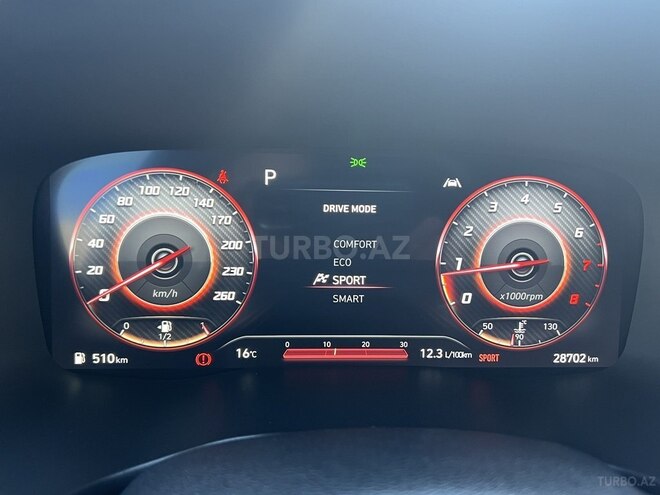 P
DRIVE MODE
COMFORT
ECO
SPORT
SMART
0 20 40 60 80 100 120 140 170 200 230 260
km/h
0 1/2 1
0 1 2 3 4 5 6 7 8
x1000rpm
50 90 130
TURBO.AZ
510 km
16°C
0 10 20 30
12.3 L/100km
SPORT
28702 km
TURBO.AZ